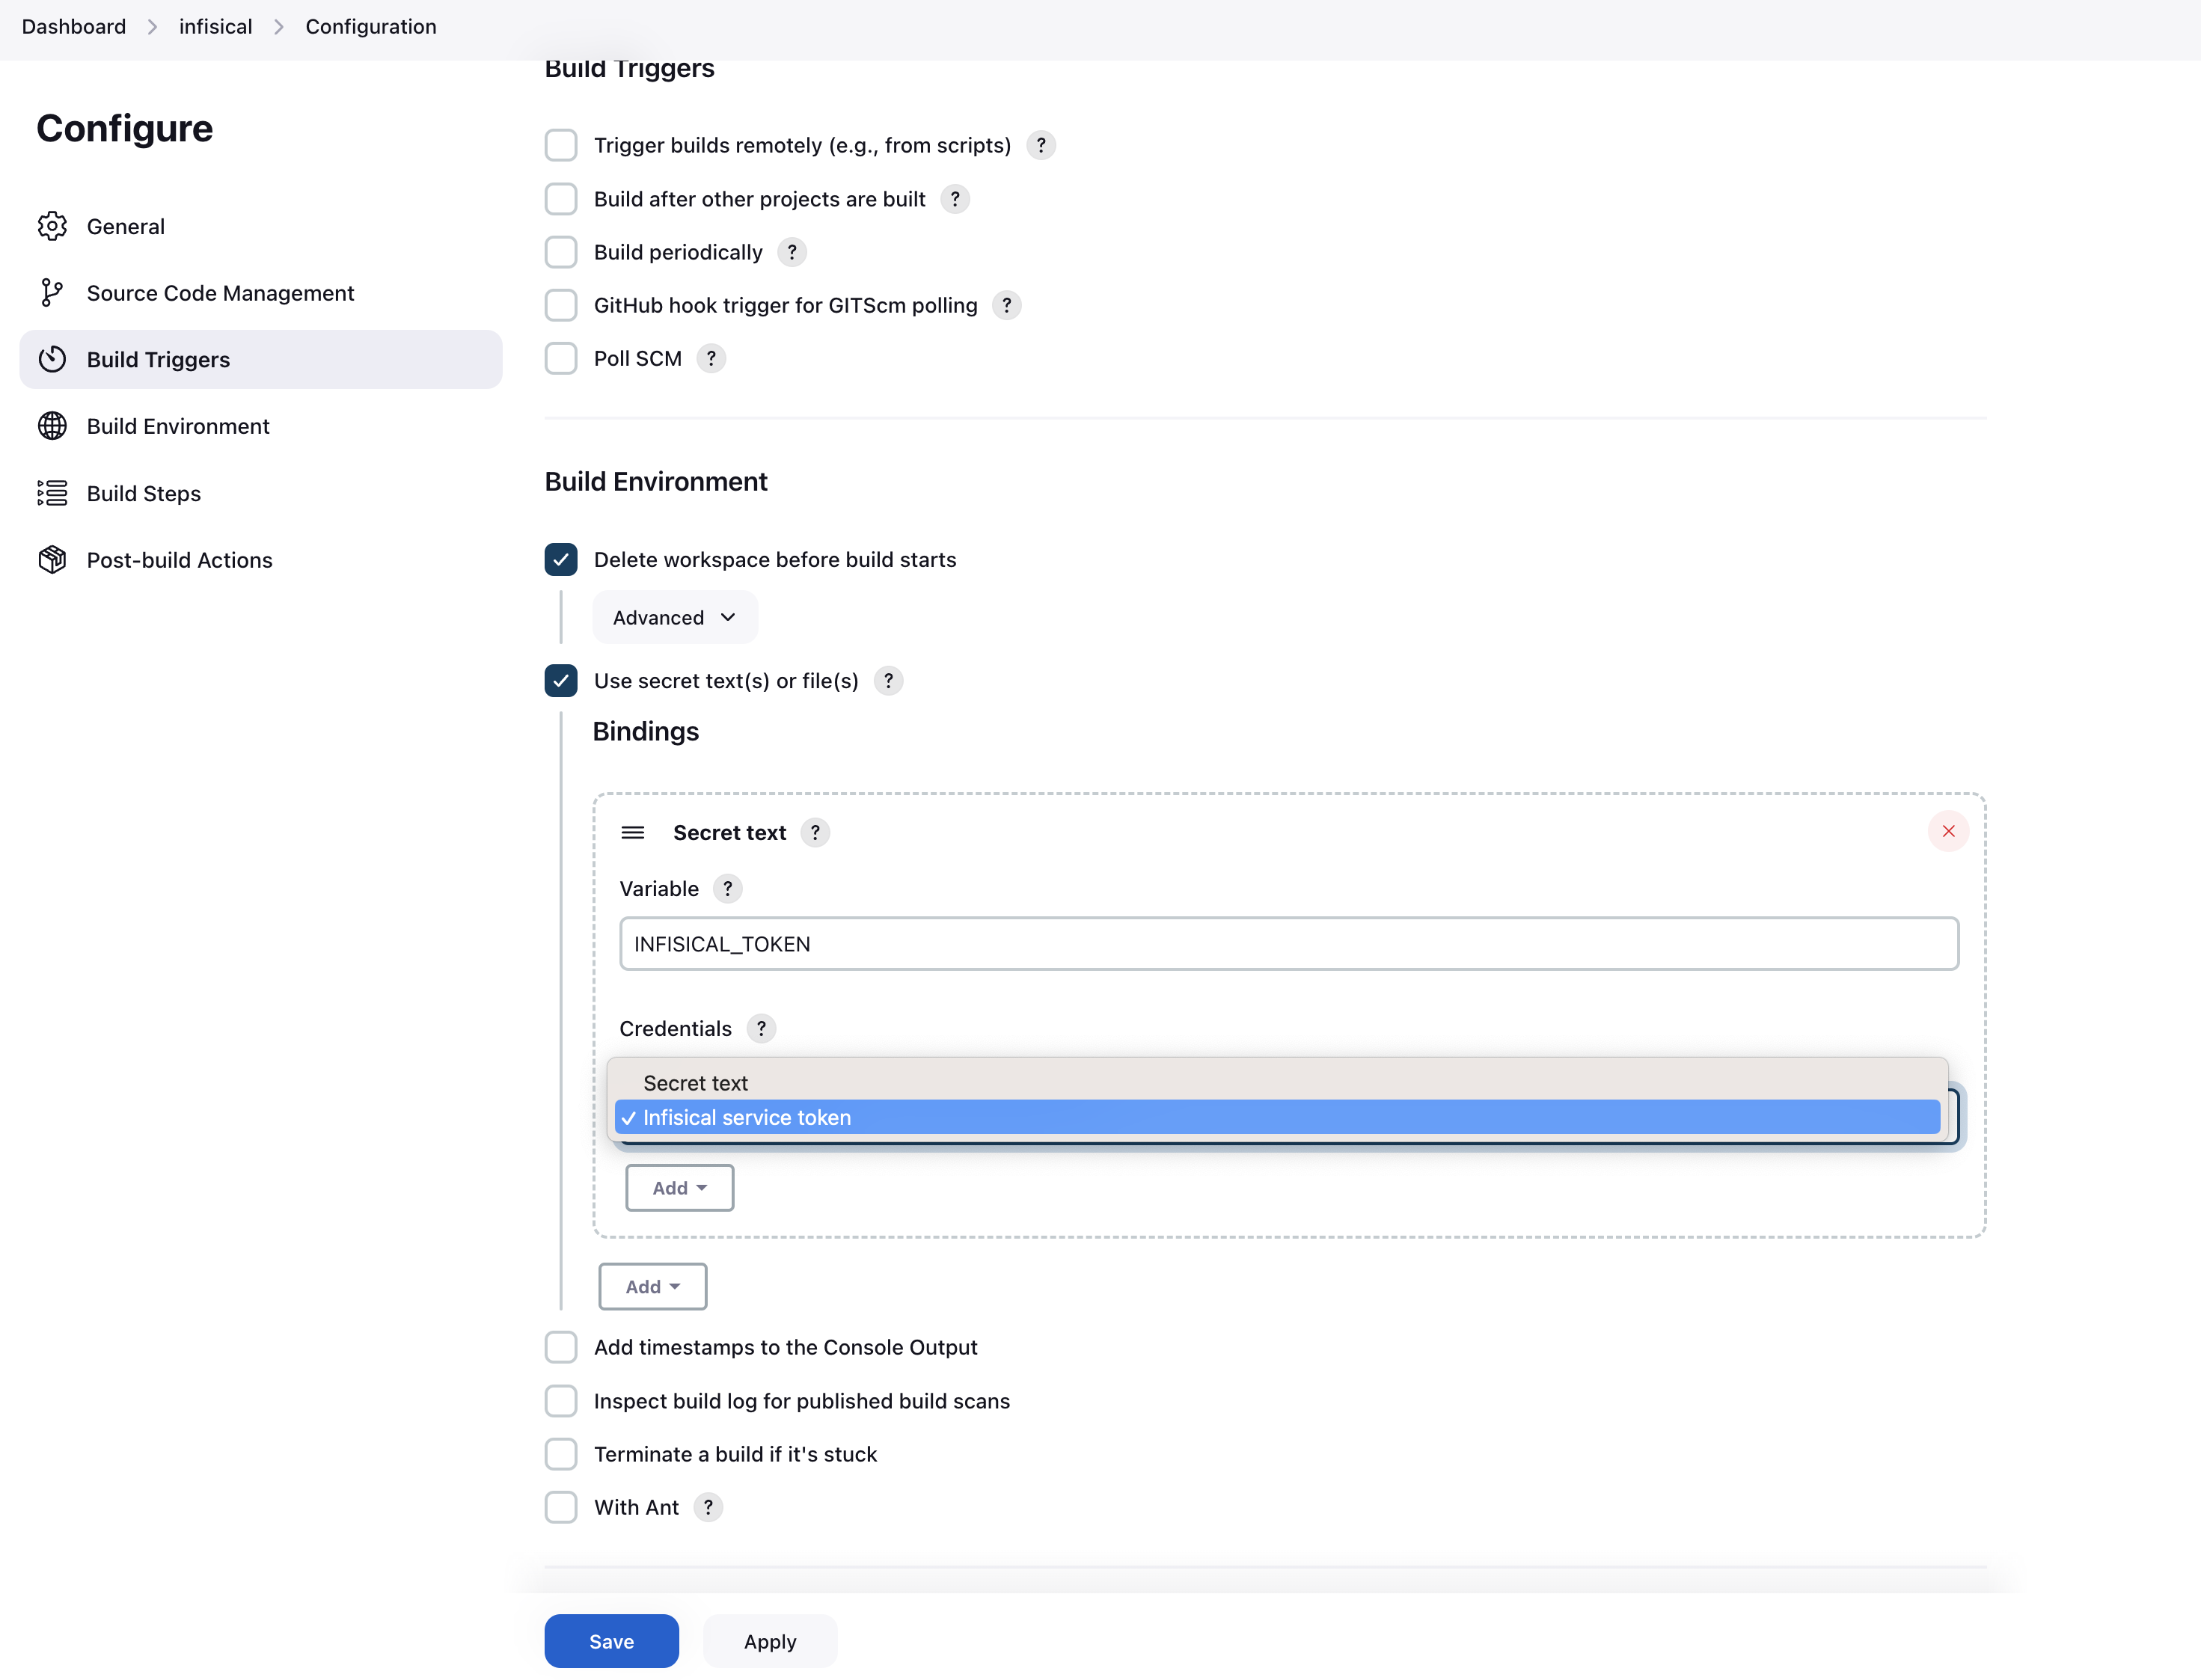 Dashboard > infisical > Configuration
Configure
General
Source Code Management
Build Triggers
Build Environment
Build Steps
Post-build Actions
Build Triggers
Trigger builds remotely (e.g., from scripts) ?
Build after other projects are built ?
Build periodically ?
GitHub hook trigger for GITScm polling ?
Poll SCM ?
Build Environment
Delete workspace before build starts
Advanced
Use secret text(s) or file(s) ?
Bindings
Secret text ?
Variable ?
INFISICAL_TOKEN
Credentials ?
Secret text
Infisical service token
Add
Add
Add timestamps to the Console Output
Inspect build log for published build scans
Terminate a build if it's stuck
With Ant ?
Save
Apply